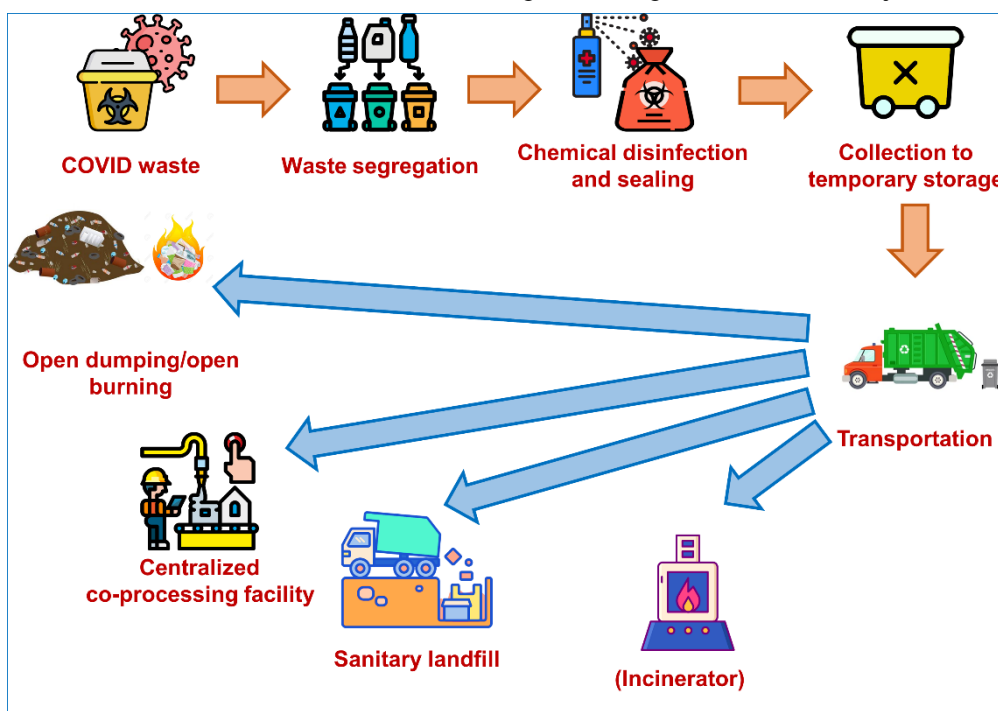 COVID waste
Waste segregation
Chemical disinfection
and sealing
Collection to
temporary storage
Open dumping/open
burning
Transportation
Centralized
co-processing facility
Sanitary landfill
(Incinerator)